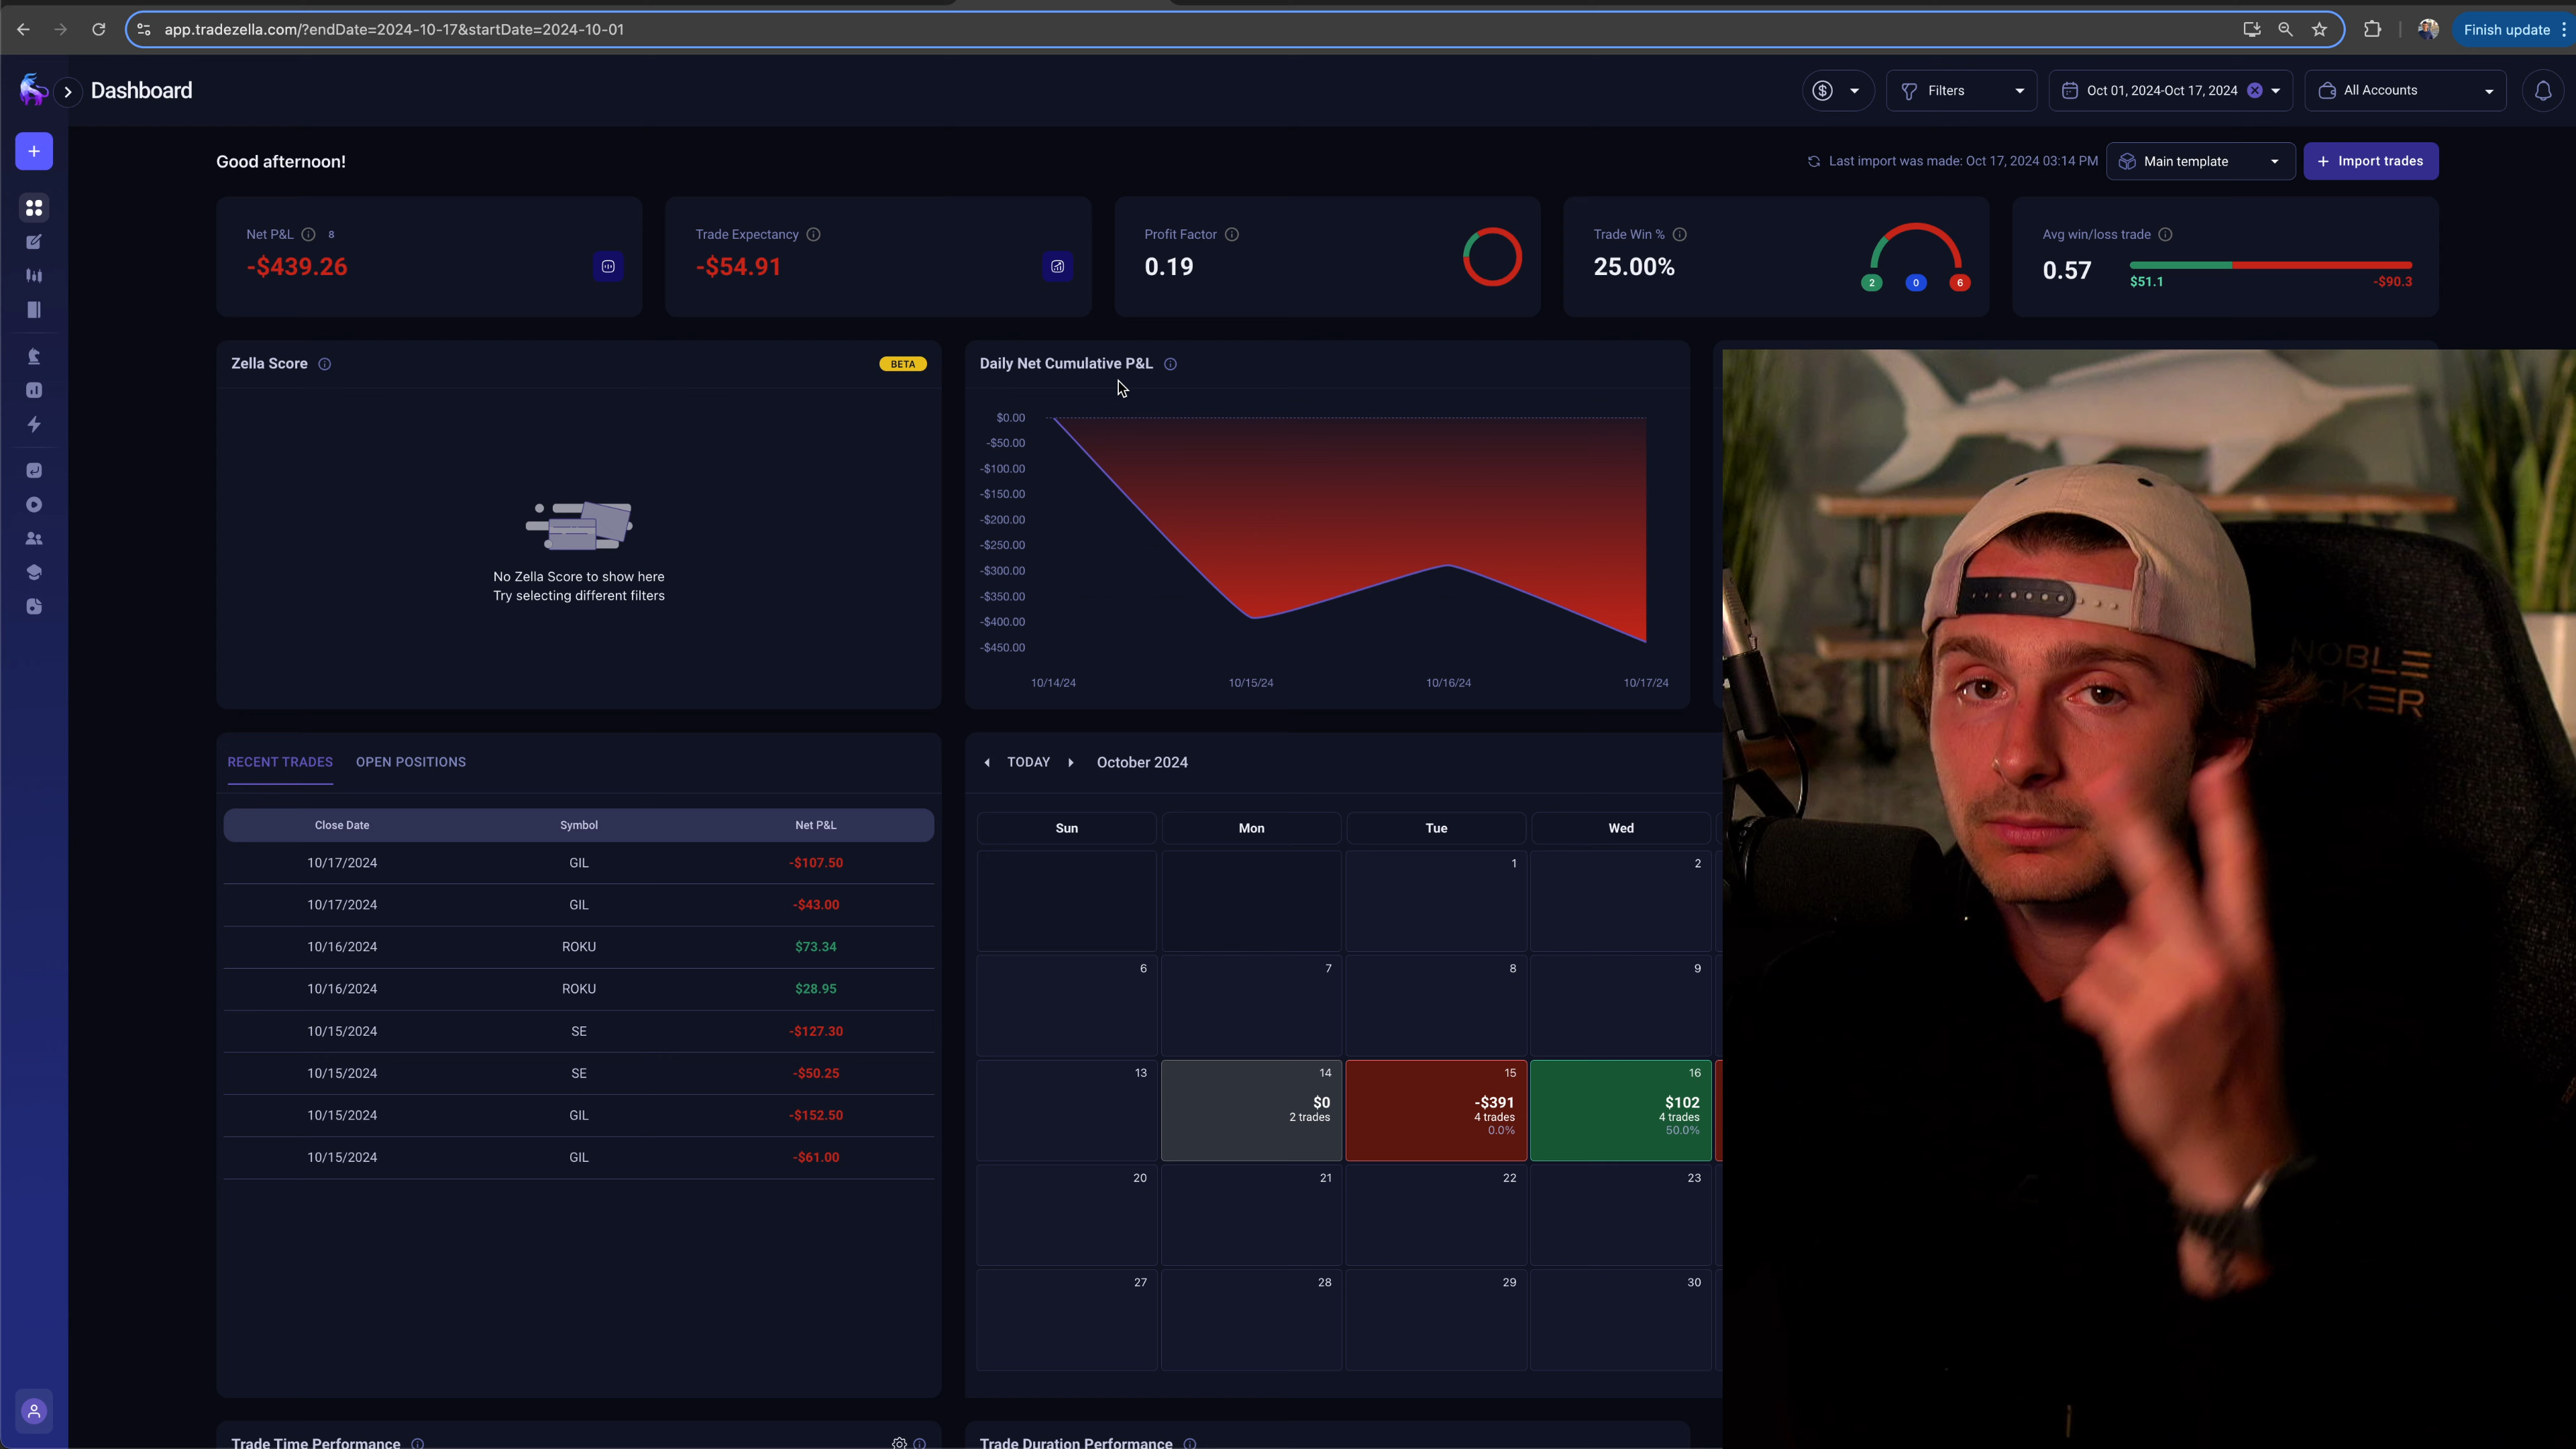 app.tradezella.com/?endDate=2024-10-17&startDate=2024-10-01
Finish update
Dashboard
Filters
Oct 01, 2024-Oct 17, 2024
All Accounts
Good afternoon!
Last import was made: Oct 17, 2024 03:14 PM
Main template
+ Import trades
Net P&L 8
-$439.26
Trade Expectancy
-$54.91
Profit Factor
0.19
Trade Win %
25.00%
2 0 6
Avg win/loss trade
0.57
$51.1 -$90.3
Zella Score
BETA
No Zella Score to show here
Try selecting different filters
Daily Net Cumulative P&L
$0.00
-$50.00
-$100.00
-$150.00
-$200.00
-$250.00
-$300.00
-$350.00
-$400.00
-$450.00
10/14/24 10/15/24 10/16/24 10/17/24
RECENT TRADES OPEN POSITIONS
Close Date Symbol Net P&L
10/17/2024 GIL -$107.50
10/17/2024 GIL -$43.00
10/16/2024 ROKU $73.34
10/16/2024 ROKU $28.95
10/15/2024 SE -$127.30
10/15/2024 SE -$50.25
10/15/2024 GIL -$152.50
10/15/2024 GIL -$61.00
TODAY October 2024
Sun Mon Tue Wed
1 2
6 7 8 9
13 14 15 16
$0 -$391 $102
2 trades 4 trades 4 trades
0.0% 50.0%
20 21 22 23
27 28 29 30
Trade Time Performance
Trade Duration Performance
NOBLE